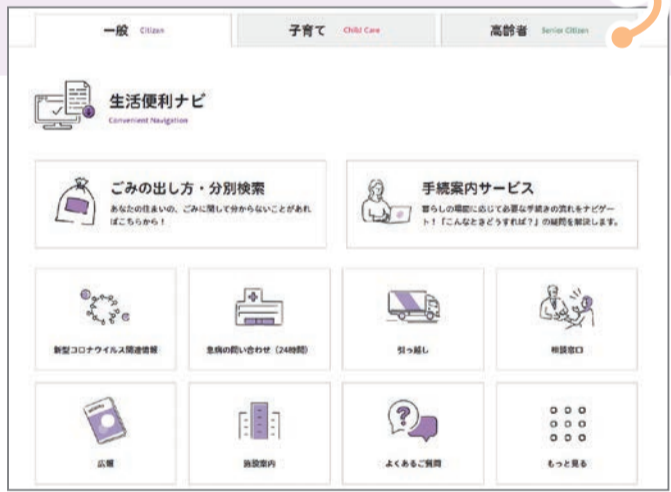 一般 Citizen
子育て Child Care
高齢者 Senior Citizen
生活便利ナビ
Convenient Navigation
ごみの出し方・分別検索
あなたの住まいの、ごみに関して分からないことがあれ
ばこちらから！
手続案内サービス
暮らしの場面に応じて必要な手続きの流れをナビゲー
ト！「こんなときどうすれば？」の疑問を解決します。
新型コロナウイルス関連情報
急病の問い合わせ（24時間）
引っ越し
相談窓口
広報
施設案内
よくあるご質問
もっと見る